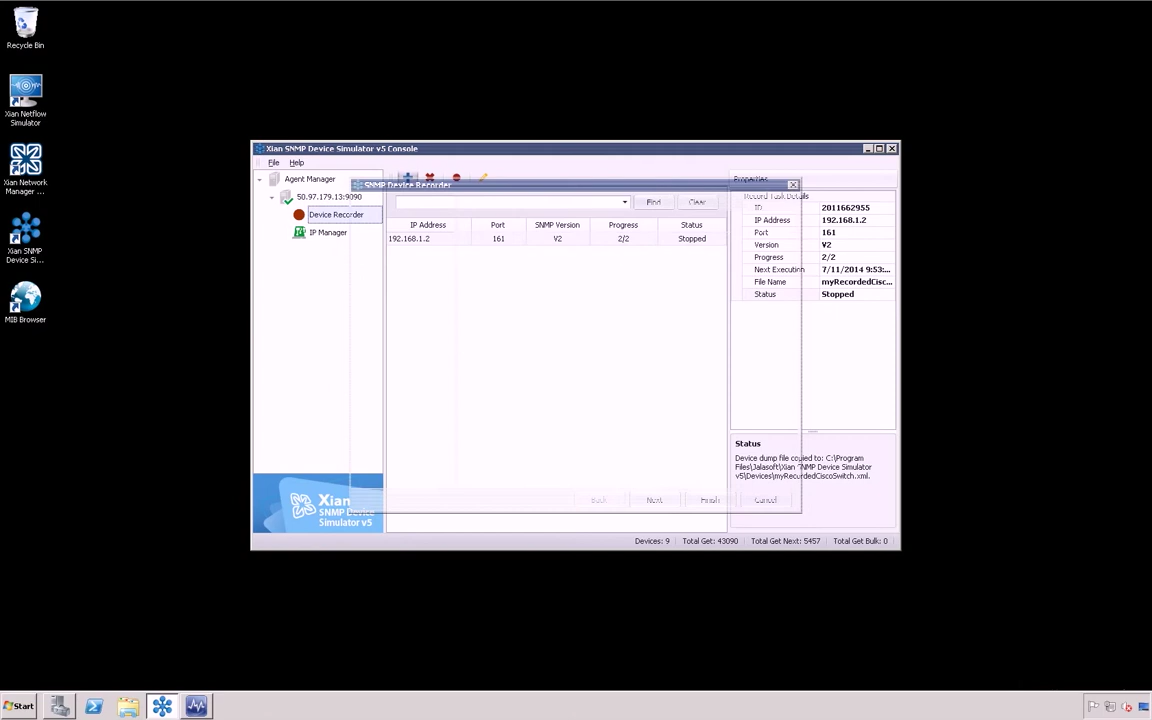 Recycle Bin
Xian Netflow
Simulator
Xian Network
Manager ...
Xian SNMP
Device Si...
MIB Browser
Xian SNMP Device Simulator v5 Console
File Help
Agent Manager
50.97.179.13:9090
Device Recorder
IP Manager
SNMP Device Recorder
Find Clear
IP Address Port SNMP Version Progress Status
192.168.1.2 161 V2 2/2 Stopped
Back Next Finish Cancel
Properties
Record Task Details
ID 2011662955
IP Address 192.168.1.2
Port 161
Version V2
Progress 2/2
Next Execution 7/11/2014 9:53:...
File Name myRecordedCisc...
Status Stopped
Status
Device dump file copied to: C:\Program
Files\Jalasoft\Xian SNMP Device Simulator
v5\Devices\myRecordedCiscoSwitch.xml.
Xian
SNMP Device
Simulator v5
Devices: 9 Total Get: 43090 Total Get Next: 5457 Total Get Bulk: 0
Start